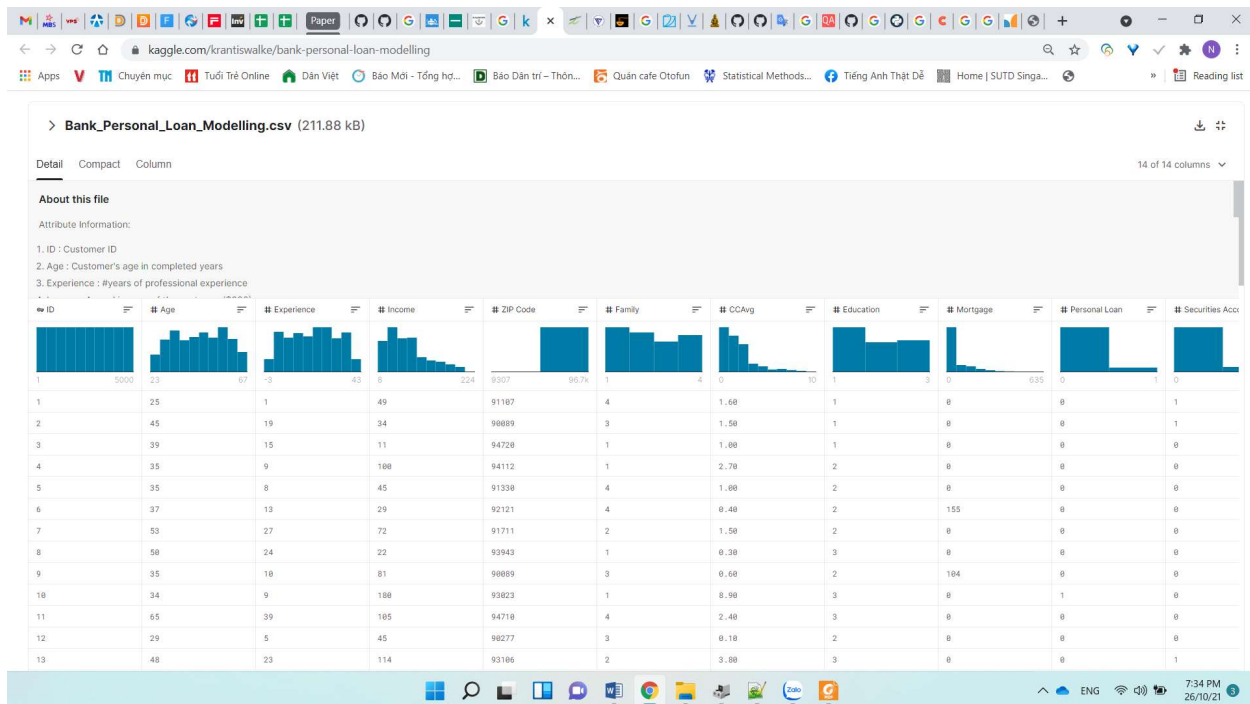 MBS VPS D D F inv Paper G G k G G QA G G G C G G
kaggle.com/krantiswalke/bank-personal-loan-modelling N
Apps Chuyên mục Tuổi Trẻ Online Dân Việt Báo Mới - Tổng hợ... Báo Dân trí – Thôn... Quán cafe Otofun Statistical Methods... Tiếng Anh Thật Dễ Home | SUTD Singa... » Reading list
Bank_Personal_Loan_Modelling.csv (211.88 kB)
Detail Compact Column 14 of 14 columns
About this file
Attribute Information:
1. ID : Customer ID
2. Age : Customer's age in completed years
3. Experience : #years of professional experience
ID # Age # Experience # Income # ZIP Code # Family # CCAvg # Education # Mortgage # Personal Loan # Securities Acco
1 5000 23 67 -3 43 8 224 9307 96.7k 1 4 0 10 1 3 0 635 0 1 0
1 25 1 49 91107 4 1.60 1 0 0 1
2 45 19 34 90089 3 1.50 1 0 0 1
3 39 15 11 94720 1 1.00 1 0 0 0
4 35 9 100 94112 1 2.70 2 0 0 0
5 35 8 45 91330 4 1.00 2 0 0 0
6 37 13 29 92121 4 0.40 2 155 0 0
7 53 27 72 91711 2 1.50 2 0 0 0
8 50 24 22 93943 1 0.30 3 0 0 0
9 35 10 81 90089 3 0.60 2 104 0 0
10 34 9 180 93023 1 8.90 3 0 1 0
11 65 39 105 94710 4 2.40 3 0 0 0
12 29 5 45 90277 3 0.10 2 0 0 0
13 48 23 114 93106 2 3.80 3 0 0 1
Zalo ENG 7:34 PM 3
26/10/21